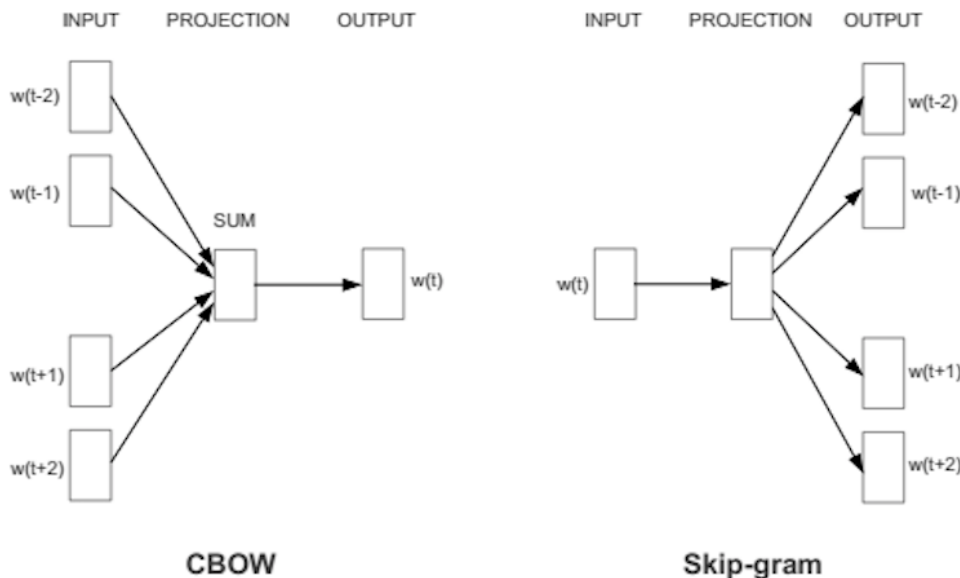 INPUT PROJECTION OUTPUT
w(t-2)
w(t-1)
SUM
w(t)
w(t+1)
w(t+2)
CBOW
INPUT PROJECTION OUTPUT
w(t-2)
w(t-1)
w(t)
w(t+1)
w(t+2)
Skip-gram